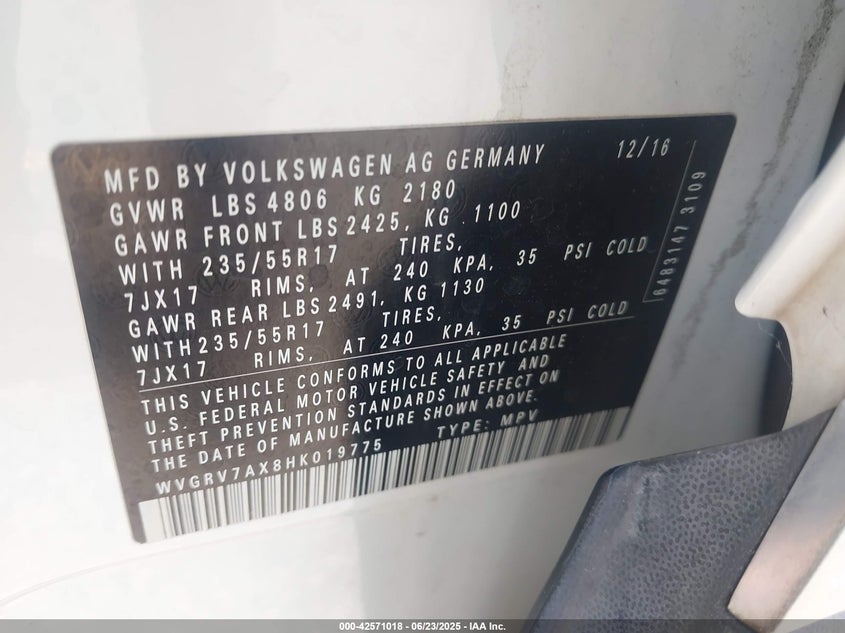 MFD BY VOLKSWAGEN AG GERMANY 12/16
GVWR LBS 4806 KG 2180
GAWR FRONT LBS 2425, KG 1100
WITH 235/55R17 TIRES,
7JX17 RIMS, AT 240 KPA, 35 PSI COLD
GAWR REAR LBS 2491, KG 1130
WITH 235/55R17 TIRES,
7JX17 RIMS, AT 240 KPA, 35 PSI COLD
THIS VEHICLE CONFORMS TO ALL APPLICABLE
U.S. FEDERAL MOTOR VEHICLE SAFETY AND
THEFT PREVENTION STANDARDS IN EFFECT ON
THE DATE OF MANUFACTURE SHOWN ABOVE.
WVGRV7AX8HK019775 TYPE: MPV
16483147 3109
000-42571018 - 06/23/2025 - IAA Inc.